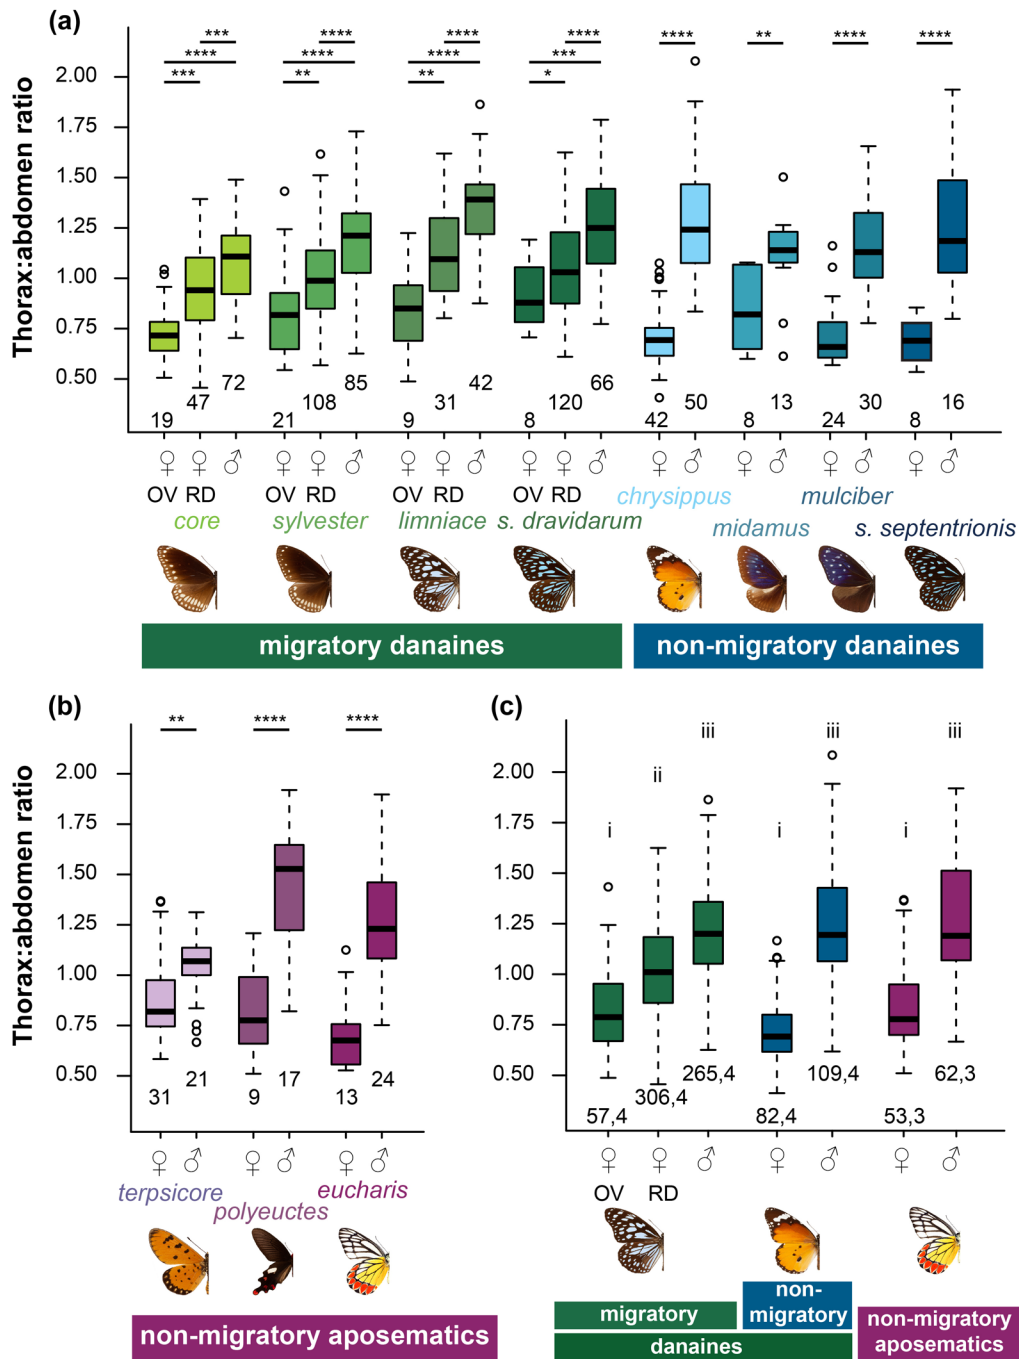 (a)
Thorax:abdomen ratio
2.00
1.75
1.50
1.25
1.00
0.75
0.50
*** **** **** **** **** ** **** ****
**** **** **** ***
*** ** ** *
19 47 72 21 108 85 9 31 42 8 120 66 42 50 8 13 24 30 8 16
♀ ♀ ♂ ♀ ♀ ♂ ♀ ♀ ♂ ♀ ♀ ♂ ♀ ♂ ♀ ♂ ♀ ♂ ♀ ♂
OV RD OV RD OV RD OV RD
core sylvester limniace s. dravidarum chrysippus midamus mulciber s. septentrionis
migratory danaines non-migratory danaines
(b)
Thorax:abdomen ratio
2.00
1.75
1.50
1.25
1.00
0.75
0.50
** **** ****
31 21 9 17 13 24
♀ ♂ ♀ ♂ ♀ ♂
terpsicore polyeuctes eucharis
non-migratory aposematics
(c)
2.00
1.75
1.50
1.25
1.00
0.75
0.50
i ii iii i iii i iii
57,4 306,4 265,4 82,4 109,4 53,3 62,3
♀ ♀ ♂ ♀ ♂ ♀ ♂
OV RD
migratory
non-
migratory
danaines
non-migratory
aposematics